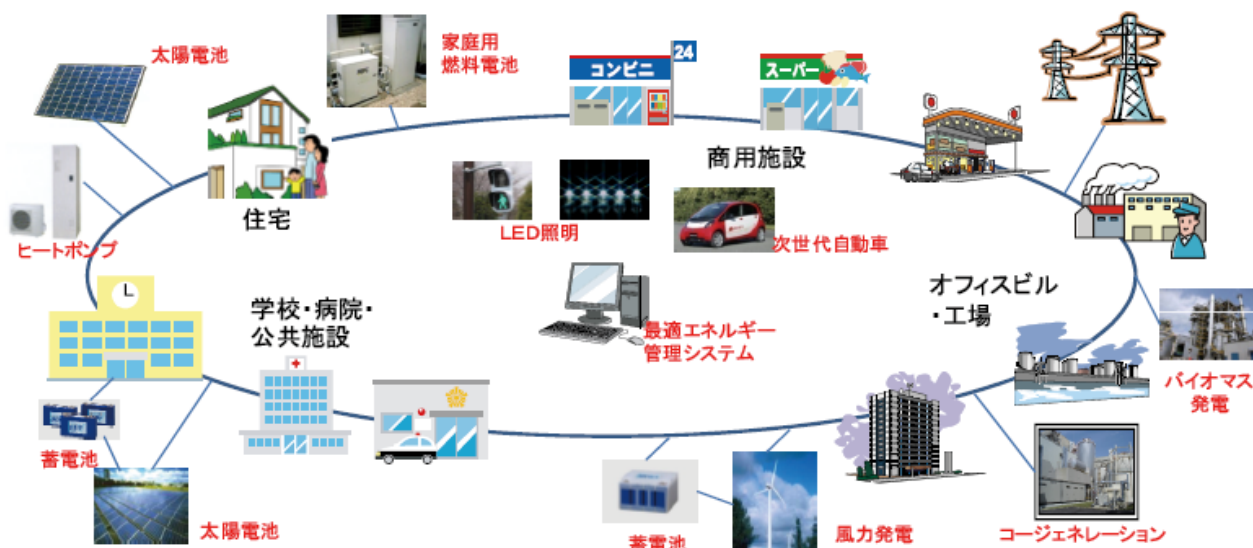 太陽電池
家庭用
燃料電池
コンビニ
24
スーパー
商用施設
住宅
ヒートポンプ
LED照明
次世代自動車
学校・病院・
公共施設
最適エネルギー
管理システム
オフィスビル
・工場
バイオマス
発電
蓄電池
太陽電池
蓄電池
風力発電
コージェネレーション